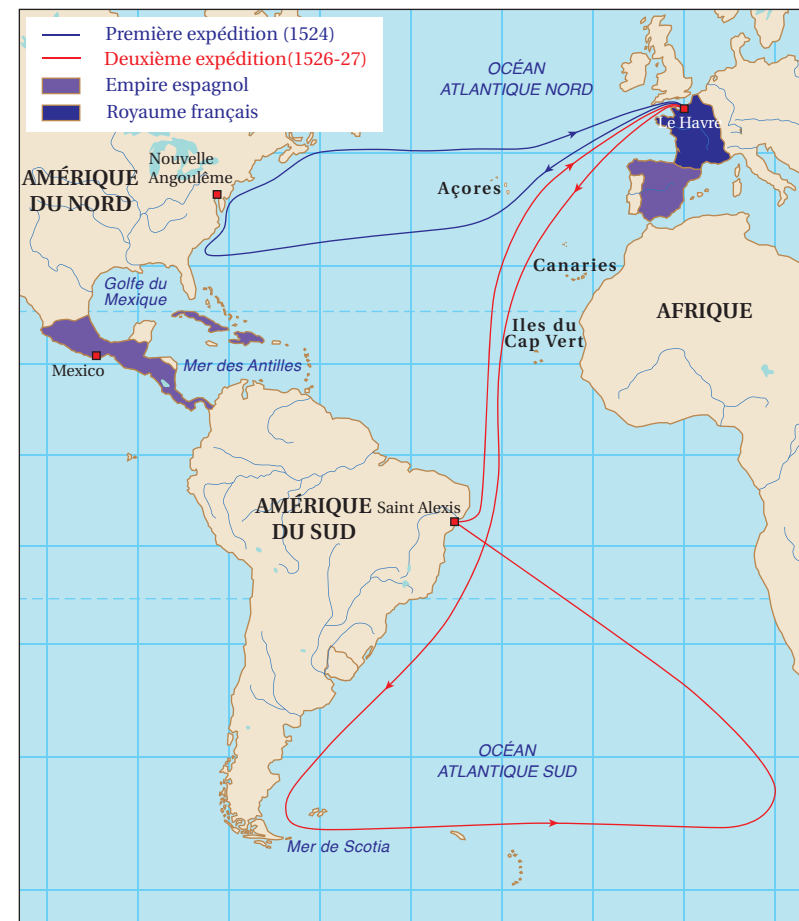 Première expédition (1524)
Deuxième expédition(1526-27)
Empire espagnol
Royaume français
OCÉAN
ATLANTIQUE NORD
Le Havre
Nouvelle
Angoulême
AMÉRIQUE
DU NORD
Açores
Canaries
Golfe du
Mexique
AFRIQUE
Iles du
Cap Vert
Mexico
Mer des Antilles
AMÉRIQUE
DU SUD
Saint Alexis
OCÉAN
ATLANTIQUE SUD
Mer de Scotia